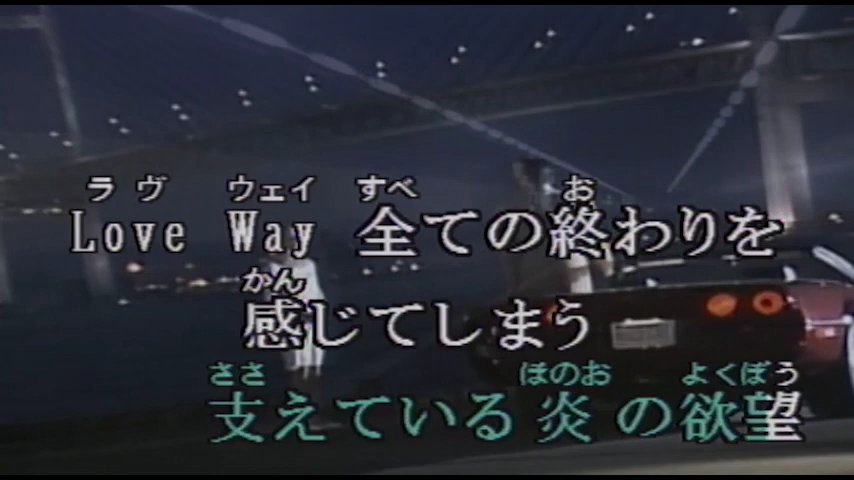 ラヴ ウェイ すべ お
Love Way 全ての終わりを
かん
感じてしまう
ささ ほのお よくぼう
支えている 炎 の欲望